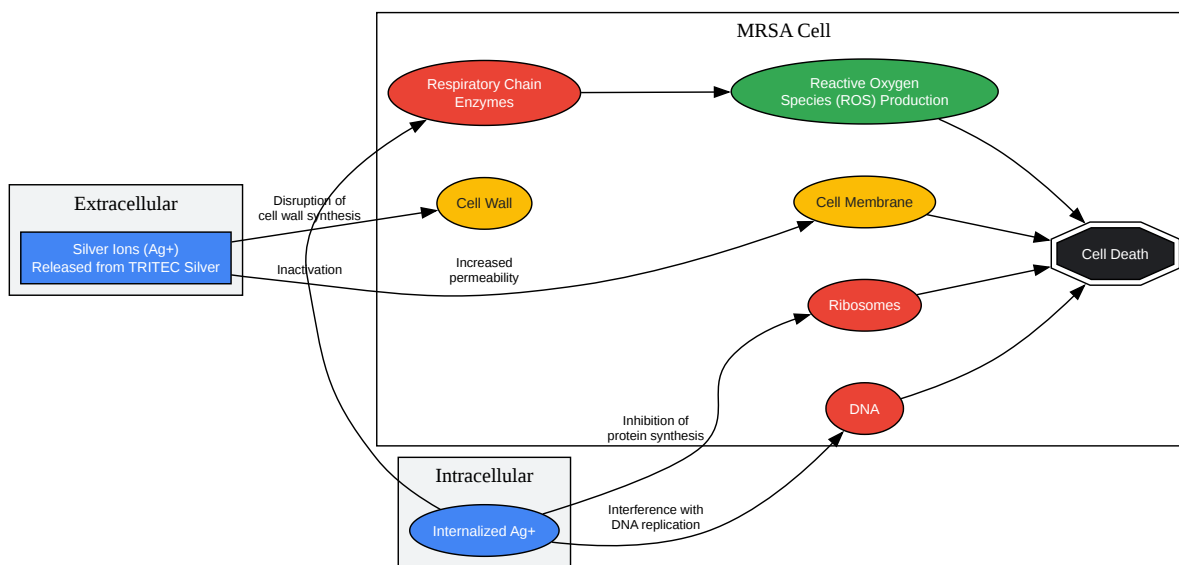 MRSA Cell
Respiratory Chain
Enzymes
Reactive Oxygen
Species (ROS) Production
Extracellular
Silver Ions (Ag+)
Released from TRITEC Silver
Disruption of
cell wall synthesis
Cell Wall
Cell Membrane
Inactivation
Increased
permeability
Cell Death
Ribosomes
DNA
Inhibition of
protein synthesis
Intracellular
Internalized Ag+
Interference with
DNA replication